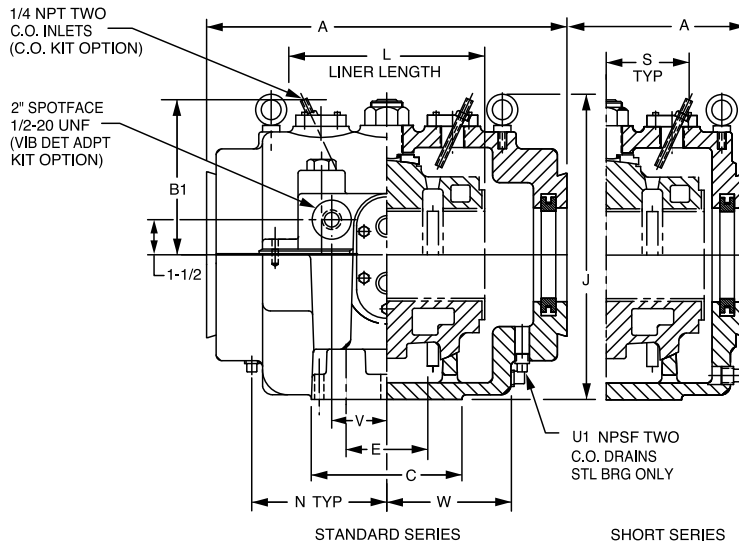 1/4 NPT TWO
C.O. INLETS
(C.O. KIT OPTION)
A
A
L
LINER LENGTH
S
TYP
2" SPOTFACE
1/2-20 UNF
(VIB DET ADPT
KIT OPTION)
B1
1-1/2
J
V
E
C
N TYP
W
U1 NPSF TWO
C.O. DRAINS
STL BRG ONLY
STANDARD SERIES
SHORT SERIES